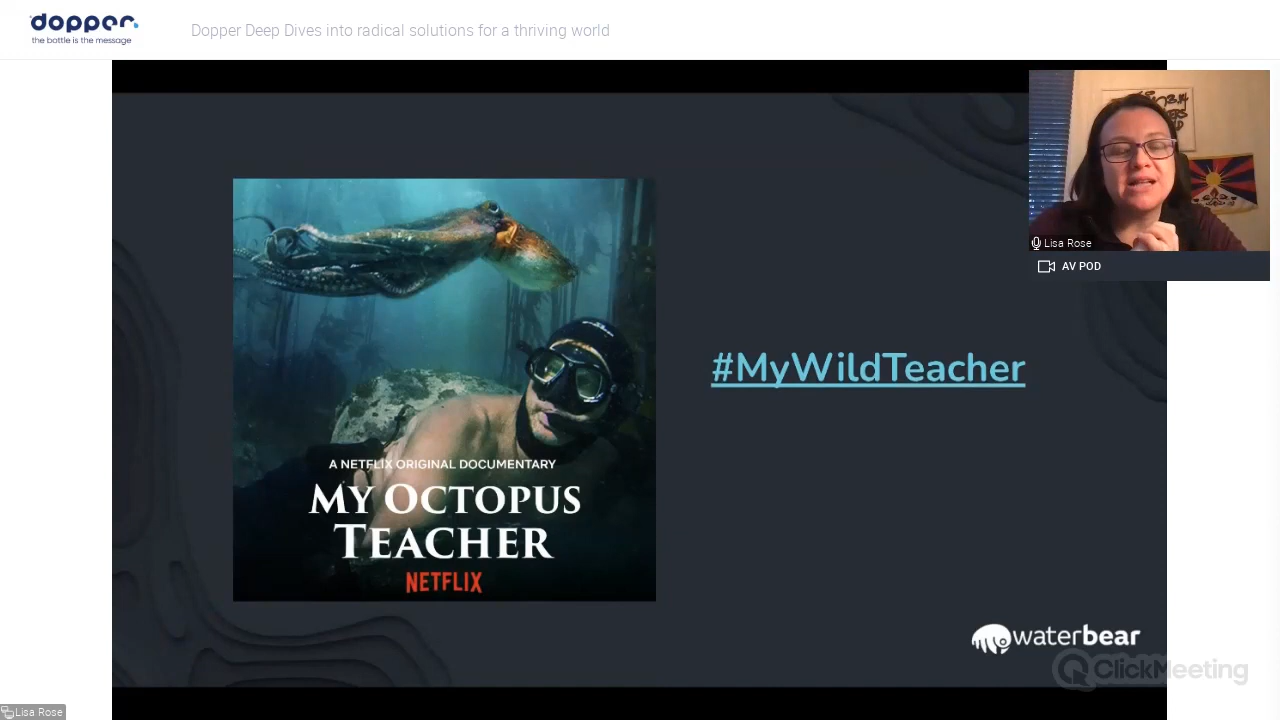 dopper.
the bottle is the message
Dopper Deep Dives into radical solutions for a thriving world
Lisa Rose
AV POD
#MyWildTeacher
A NETFLIX ORIGINAL DOCUMENTARY
MY OCTOPUS
TEACHER
NETFLIX
waterbear
ClickMeeting
Lisa Rose